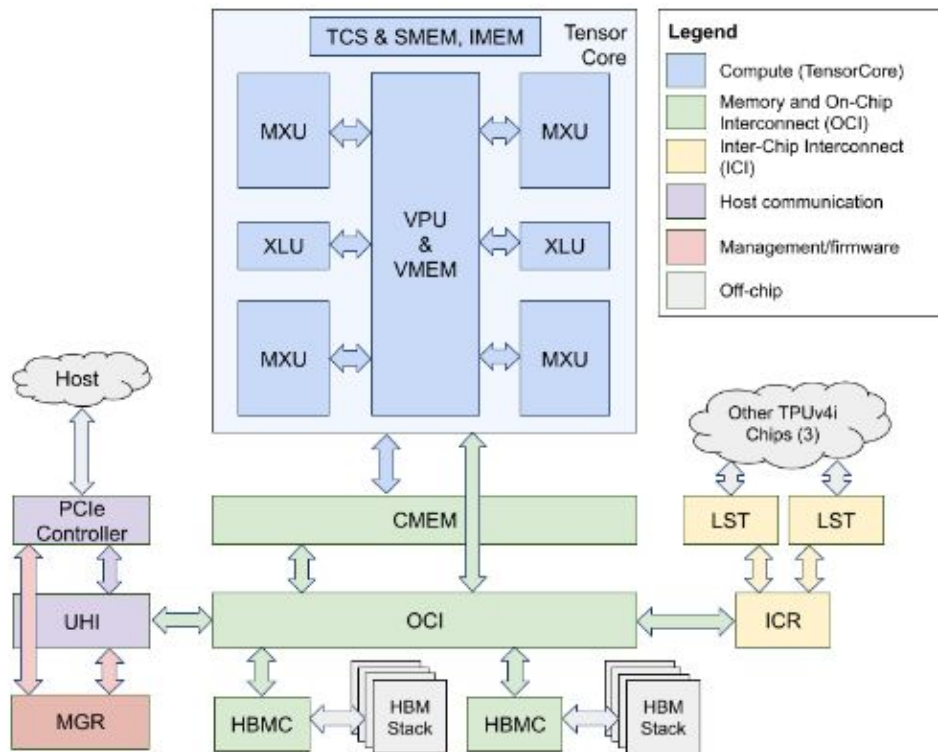 TCS & SMEM, IMEM
Tensor
Core
MXU
MXU
VPU
&
VMEM
XLU
XLU
MXU
MXU
Legend
Compute (TensorCore)
Memory and On-Chip
Interconnect (OCI)
Inter-Chip Interconnect
(ICI)
Host communication
Management/firmware
Off-chip
Host
Other TPUv4i
Chips (3)
PCIe
Controller
CMEM
LST
LST
UHI
OCI
ICR
MGR
HBMC
HBM
Stack
HBMC
HBM
Stack